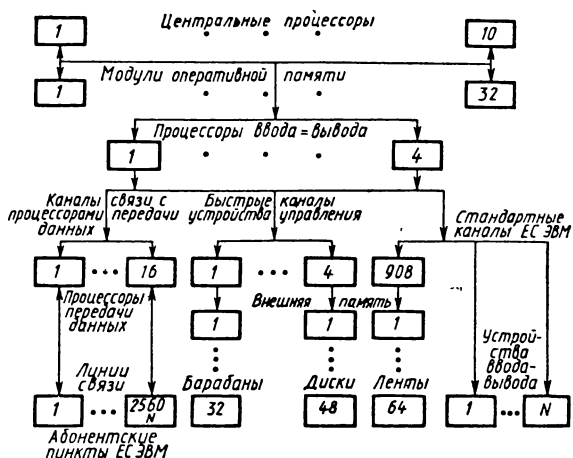 Центральные процессоры
1 10
Модули оперативной памяти
1 32
Процессоры ввода=вывода
1 4
Каналы связи с
процессорами передачи
данных
Быстрые каналы
устройства управления
Стандартные
каналы ЕС ЭВМ
1 16 1 4 908
Процессоры
передачи
данных
Внешняя память
1 1 1
Устрой-
ства
ввода-
вывода
Линии
связи
Барабаны Диски Ленты
1 2560 32 48 64 1 N
N
Абонентские
пункты ЕС ЭВМ